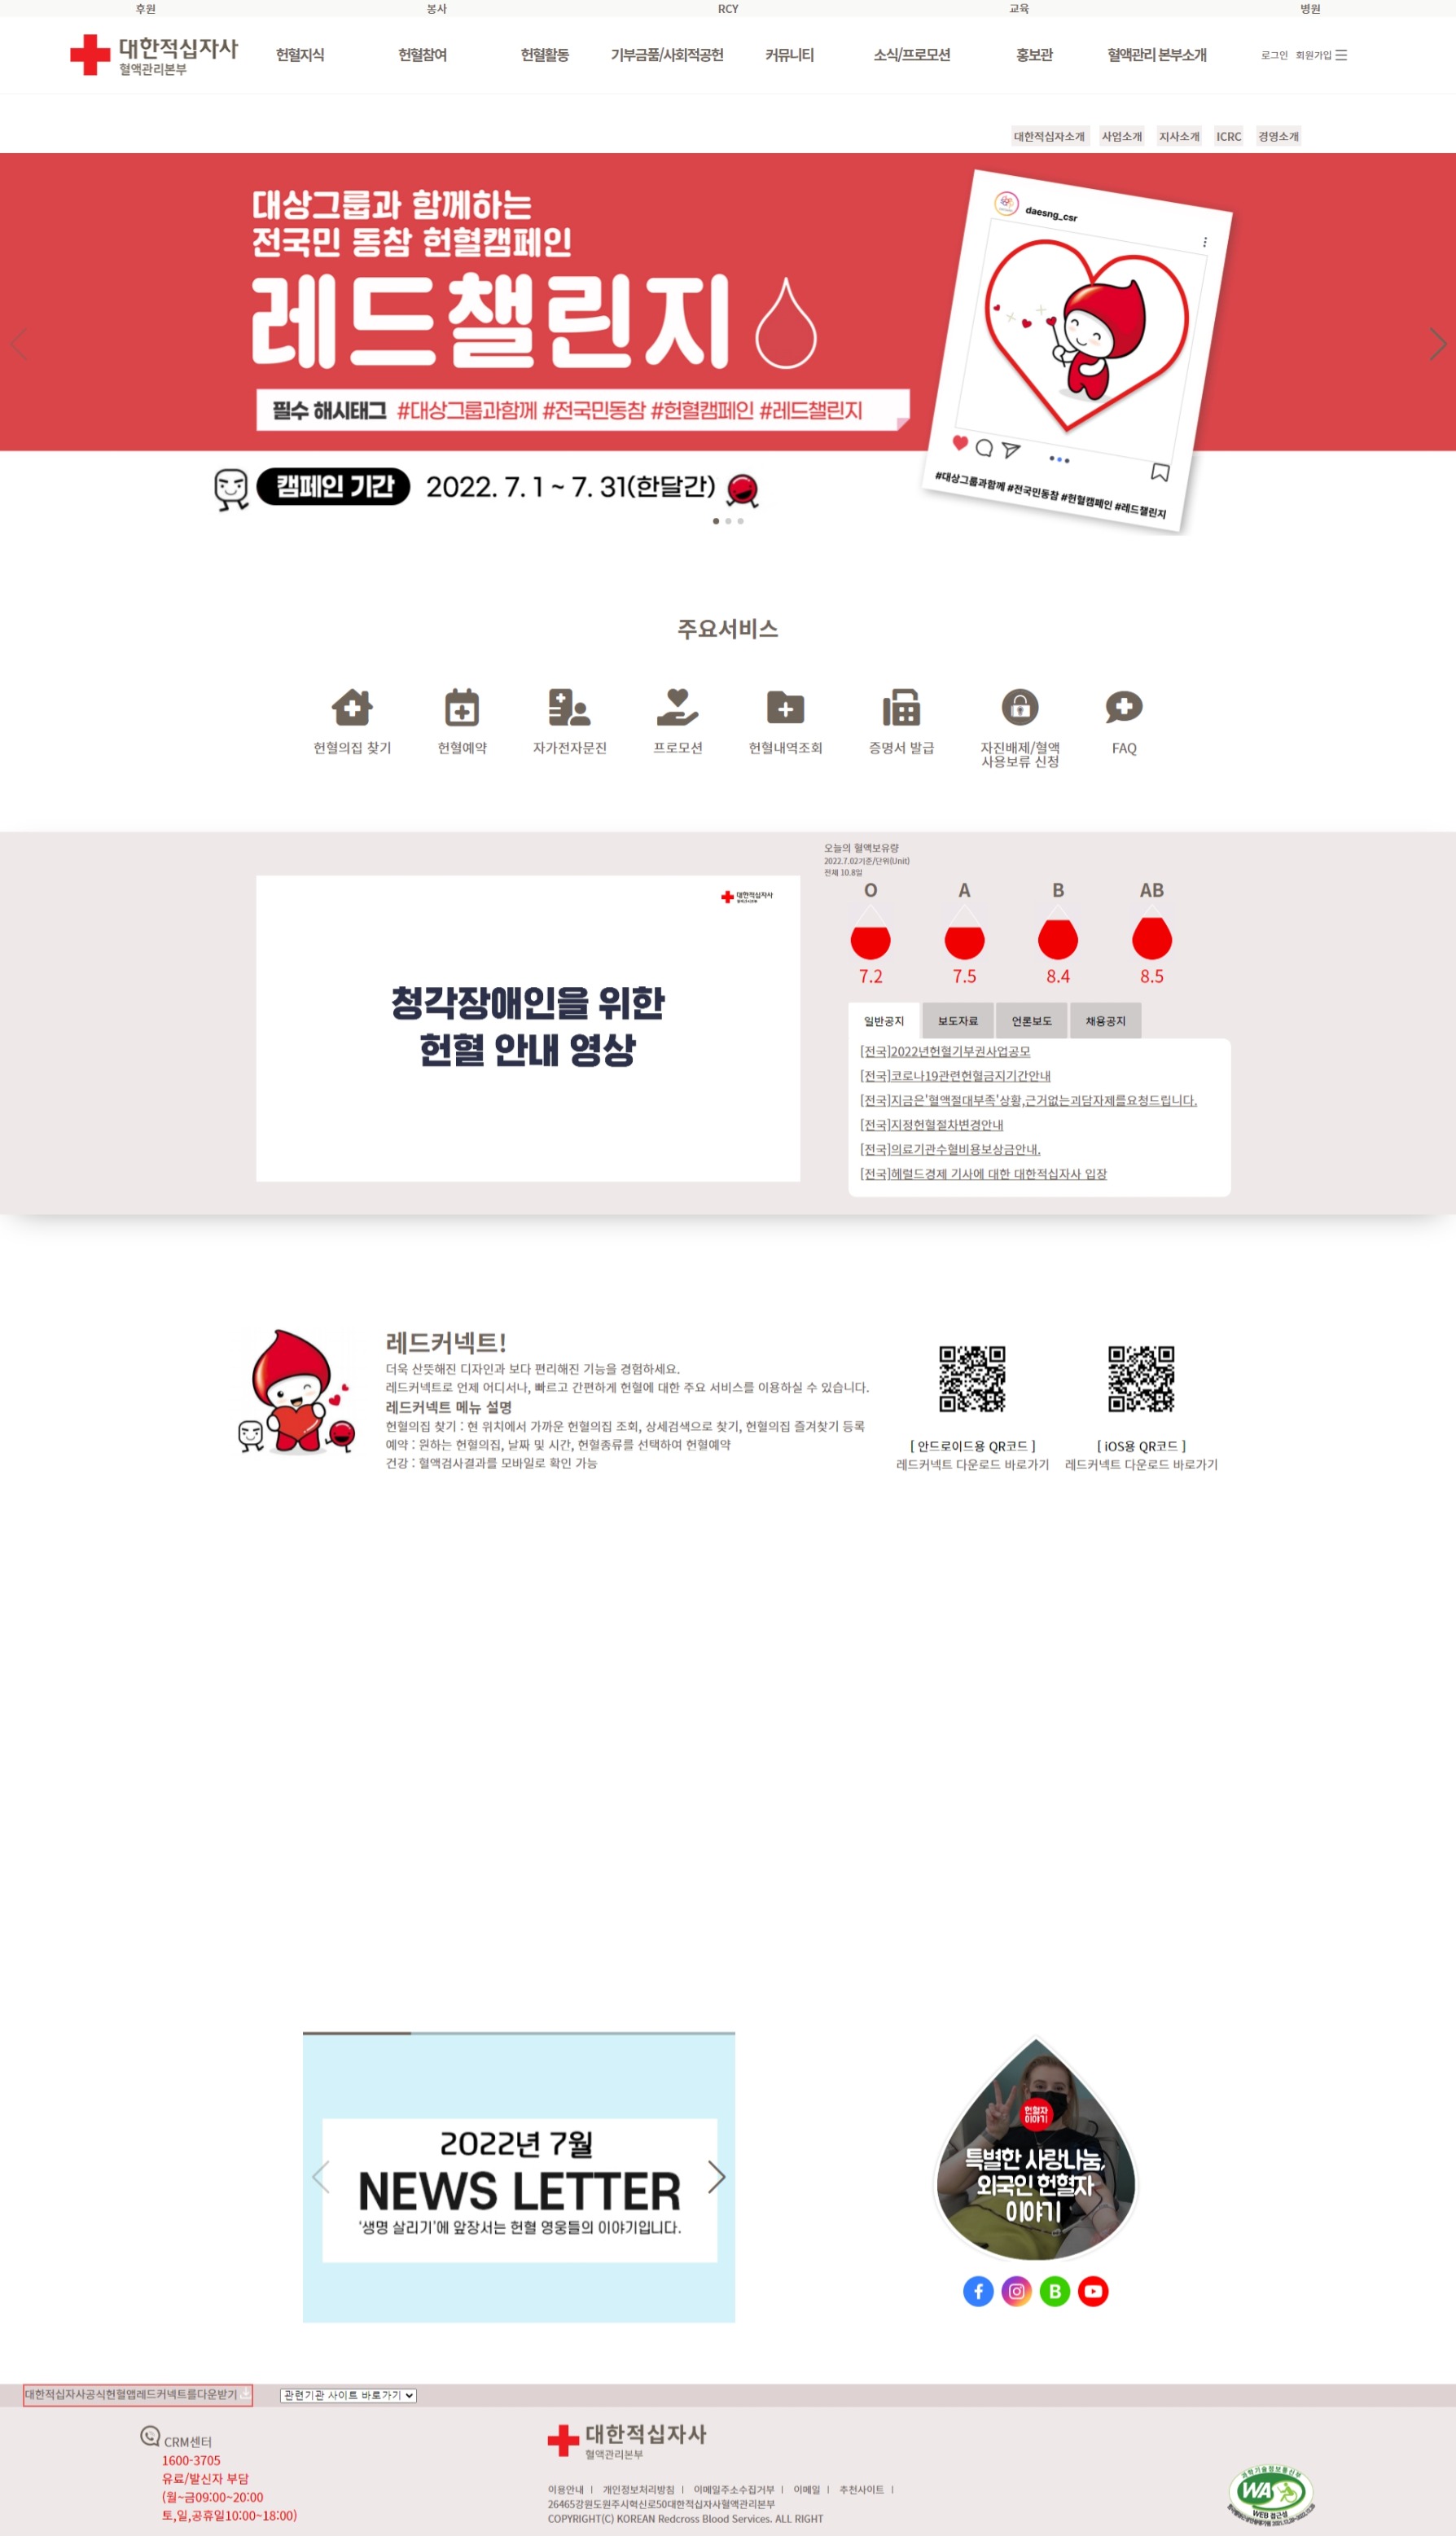 후원 봉사 RCY 교육 병원
대한적십자사
혈액관리본부
헌혈지식 헌혈참여 헌혈활동 기부금품/사회적공헌 커뮤니티 소식/프로모션 홍보관 혈액관리 본부소개 로그인 회원가입
대한적십자소개 사업소개 지사소개 ICRC 경영소개
대상그룹과 함께하는
전국민 동참 헌혈캠페인
레드챌린지
필수 해시태그 #대상그룹과함께 #전국민동참 #헌혈캠페인 #레드챌린지
캠페인 기간 2022. 7. 1 ~ 7. 31(한달간)
daesng_csr
#대상그룹과함께 #전국민동참 #헌혈캠페인 #레드챌린지
주요서비스
헌혈의집 찾기 헌혈예약 자가전자문진 프로모션 헌혈내역조회 증명서 발급 자진배제/혈액 FAQ
사용보류 신청
대한적십자사
청각장애인을 위한
헌혈 안내 영상
오늘의 혈액보유량
2022.7.02기준/단위(Unit)
전체 10.8일
O A B AB
7.2 7.5 8.4 8.5
일반공지 보도자료 언론보도 채용공지
[전국]2022년헌혈기부권사업공모
[전국]코로나19관련헌혈금지기간안내
[전국]지금은'혈액절대부족'상황,근거없는괴담자제를요청드립니다.
[전국]지정헌혈절차변경안내
[전국]의료기관수혈비용보상금안내.
[전국]헤럴드경제 기사에 대한 대한적십자사 입장
레드커넥트!
더욱 산뜻해진 디자인과 보다 편리해진 기능을 경험하세요.
레드커넥트로 언제 어디서나, 빠르고 간편하게 헌혈에 대한 주요 서비스를 이용하실 수 있습니다.
레드커넥트 메뉴 설명
헌혈의집 찾기 : 현 위치에서 가까운 헌혈의집 조회, 상세검색으로 찾기, 헌혈의집 즐겨찾기 등록
예약 : 원하는 헌혈의집, 날짜 및 시간, 헌혈종류를 선택하여 헌혈예약
건강 : 혈액검사결과를 모바일로 확인 가능
[ 안드로이드용 QR코드 ]
레드커넥트 다운로드 바로가기
[ iOS용 QR코드 ]
레드커넥트 다운로드 바로가기
2022년 7월
NEWS LETTER
'생명 살리기'에 앞장서는 헌혈 영웅들의 이야기입니다.
헌혈자
이야기
특별한 사랑나눔,
외국인 헌혈자
이야기
B
대한적십자사공식헌혈앱레드커넥트를다운받기
관련기관 사이트 바로가기
CRM센터
1600-3705
유료/발신자 부담
(월~금09:00~20:00
토,일,공휴일10:00~18:00)
대한적십자사
혈액관리본부
이용안내 | 개인정보처리방침 | 이메일주소수집거부 | 이메일 | 추천사이트 |
26465강원도원주시혁신로50대한적십자사혈액관리본부
COPYRIGHT(C) KOREAN Redcross Blood Services. ALL RIGHT
과학기술정보통신부
WA
WEB 접근성